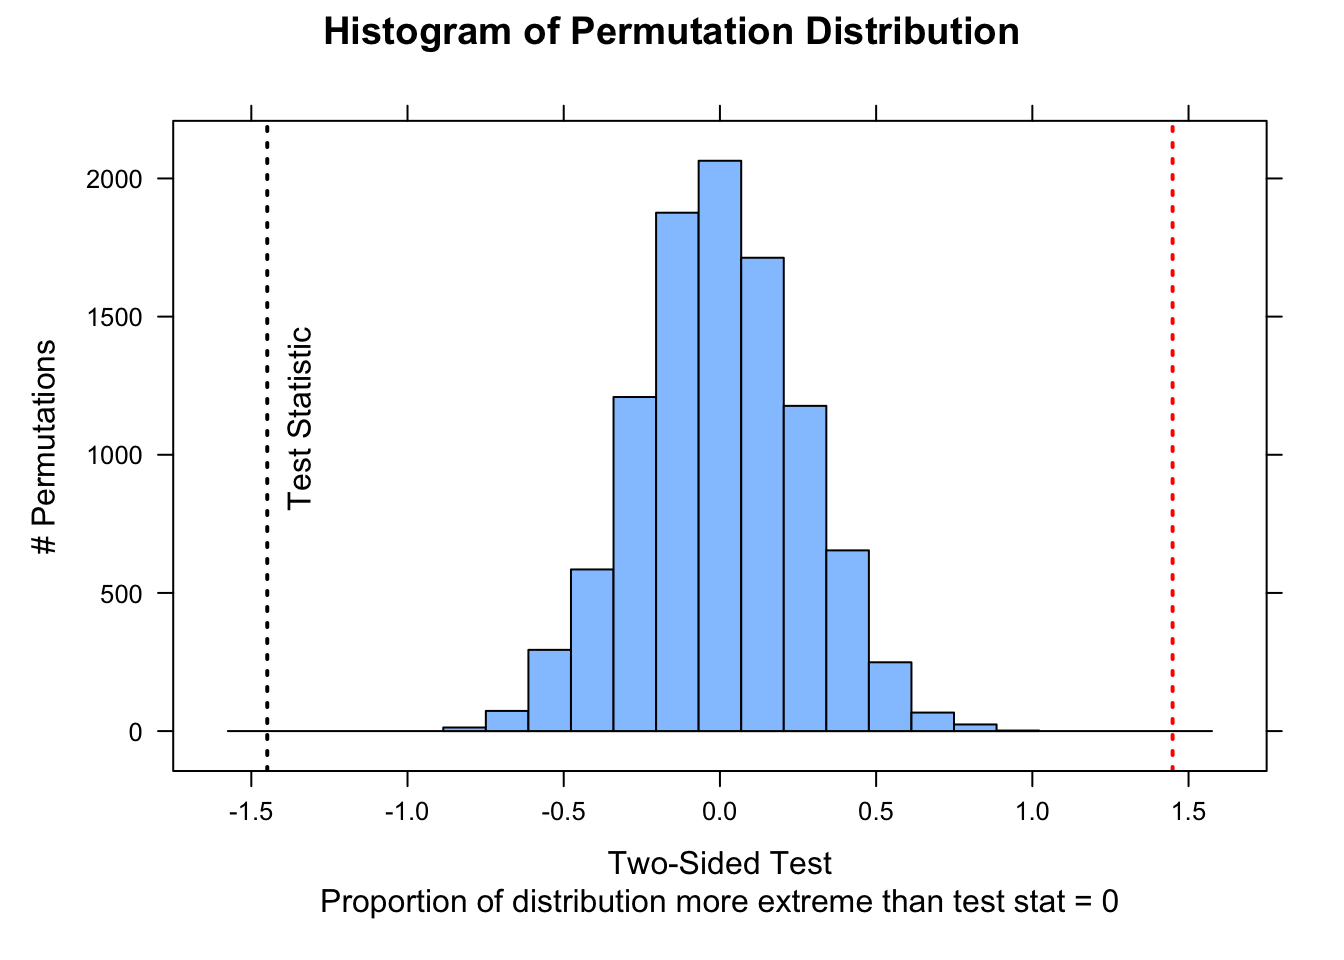 Histogram of Permutation Distribution
# Permutations
2000
1500
1000
500
0
Test Statistic
-1.5 -1.0 -0.5 0.0 0.5 1.0 1.5
Two-Sided Test
Proportion of distribution more extreme than test stat = 0